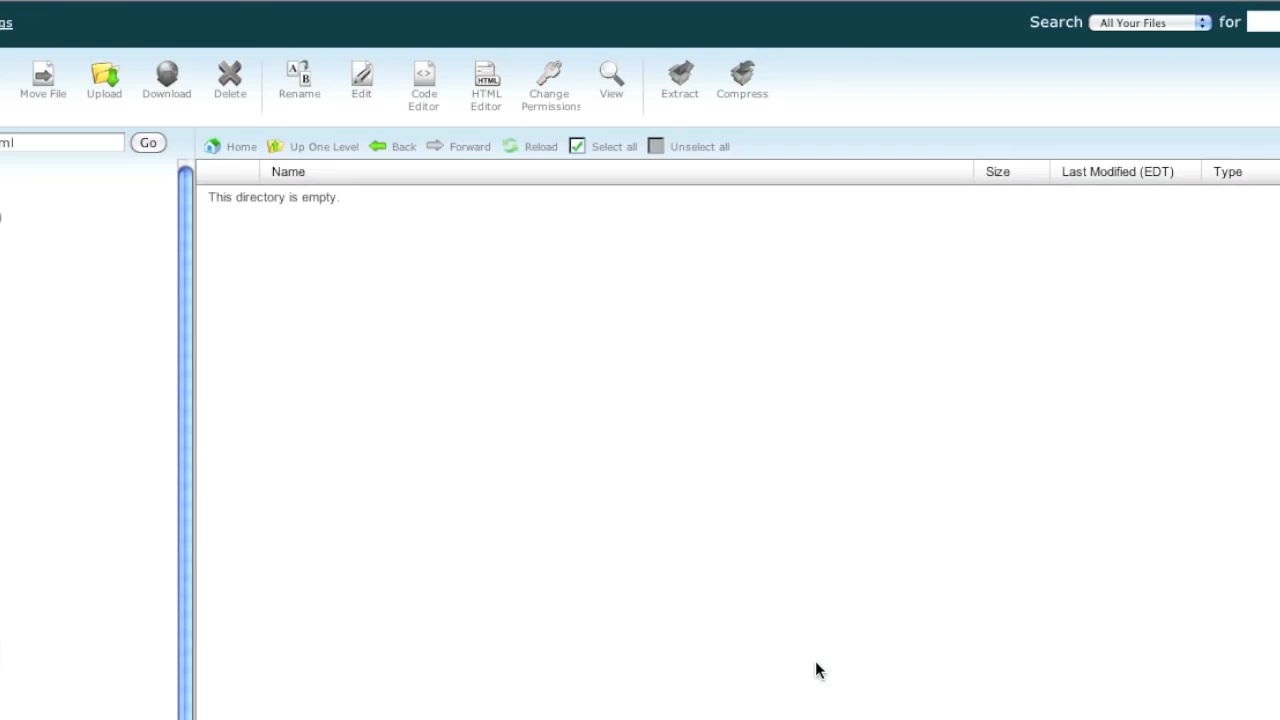 gs
Search All Your Files for
Move File Upload Download Delete Rename Edit Code Editor HTML Editor Change Permissions View Extract Compress
ml Go Home Up One Level Back Forward Reload Select all Unselect all
Name Size Last Modified (EDT) Type
This directory is empty.